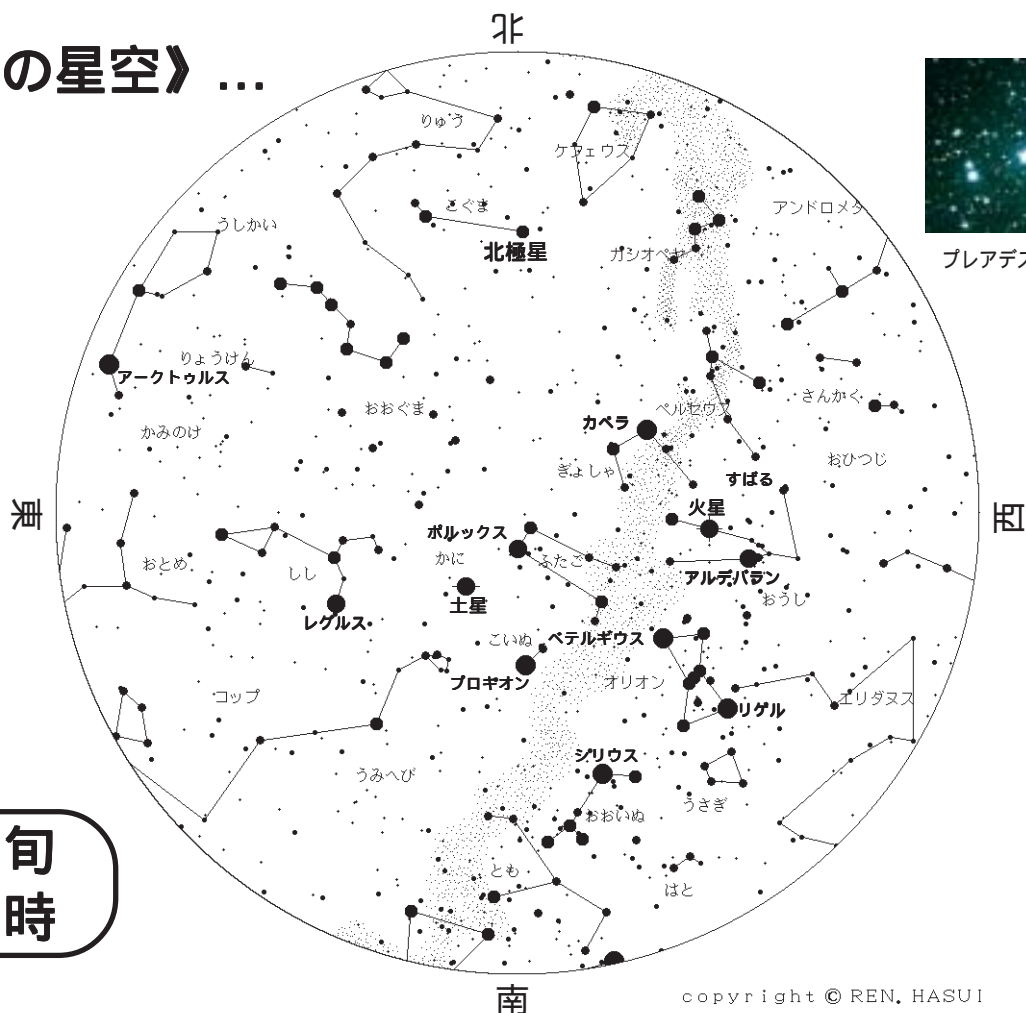 北
の星空》…
りゅう
ケフェウス
こぐま
アンドロメダ
うしかい
北極星
カシオペヤ
プレアデス
りょうけん
アークトゥルス
おおぐま
ペルセウス
さんかく
カペラ
かみのけ
おひつじ
ぎょしゃ
すばる
東
火星
西
ポルックス
かに
ふたご
おとめ
しし
アルデバラン
おうし
土星
レグルス
こいぬ
ベテルギウス
プロキオン
オリオン
コップ
エリダヌス
リゲル
シリウス
うみへび
うさぎ
おおいぬ
旬
時
とも
はと
南
copyright © REN. HASUI